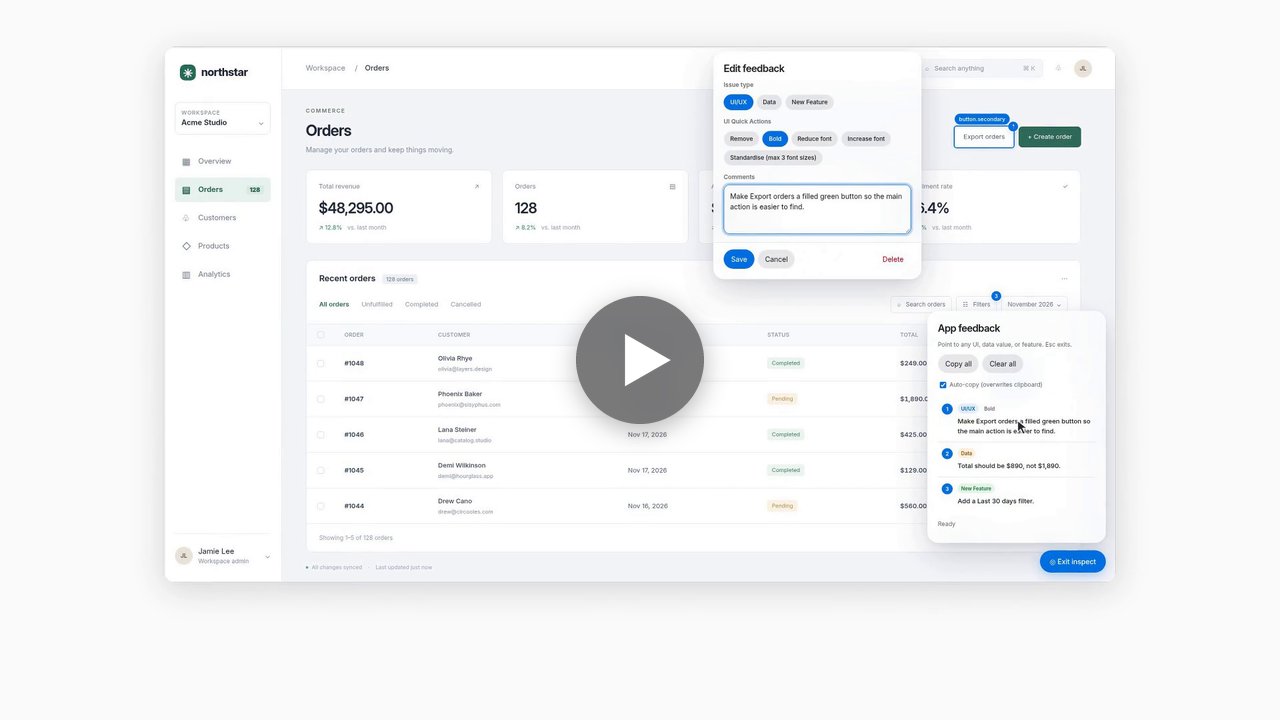 northstar
WORKSPACE
Acme Studio
Overview
Orders 128
Customers
Products
Analytics
Jamie Lee
Workspace admin
JL
Workspace / Orders
Search anything ⌘ K
JL
COMMERCE
Orders
Manage your orders and keep things moving.
button.secondary
1
Export orders
+ Create order
Total revenue
$48,295.00
↗ 12.8% vs. last month
Orders
128
↗ 8.2% vs. last month
vs. last month
Edit feedback
Issue type
UI/UX Data New Feature
UI Quick Actions
Remove Bold Reduce font Increase font
Standardise (max 3 font sizes)
Comments
Make Export orders a filled green button so the main
action is easier to find.
Save Cancel Delete
Recent orders 128 orders
All orders Unfulfilled Completed Cancelled
Search orders
Filters
3
November 2026
ORDER CUSTOMER STATUS TOTAL
#1048 Olivia Rhye Completed $249.00
olivia@layers.design
#1047 Phoenix Baker Pending
phoenix@sisyphus.com
#1046 Lana Steiner Nov 17, 2026 Completed $425.00
lana@catalog.studio
#1045 Demi Wilkinson Nov 17, 2026 Completed $129.00
demi@hourglass.app
#1044 Drew Cano Nov 16, 2026 Pending $560.00
drew@circooles.com
Showing 1–5 of 128 orders
All changes synced · Last updated just now
App feedback
Point to any UI, data value, or feature. Esc exits.
Copy all Clear all
Auto-copy (overwrites clipboard)
1 UI/UX Bold
Make Export orders a filled green button so
the main action is easier to find.
2 Data
Total should be $890, not $1,890.
3 New Feature
Add a Last 30 days filter.
Ready
Exit inspect